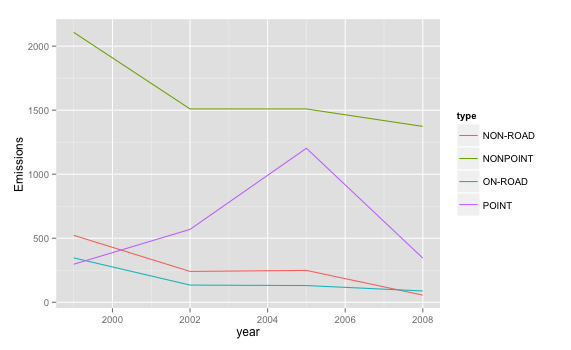 2000
1500
1000
500
0
Emissions
2000 2002 2004 2006 2008
year
type
NON-ROAD
NONPOINT
ON-ROAD
POINT